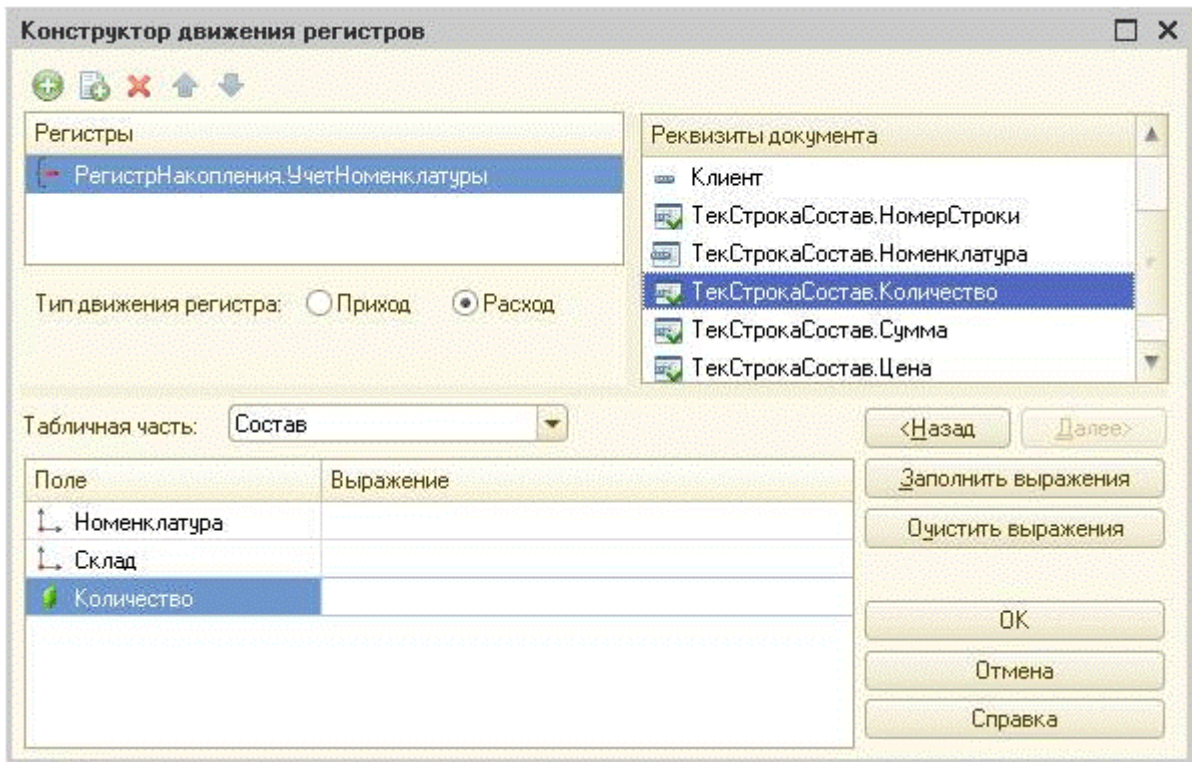 Конструктор движения регистров
Регистры
РегистрНакопления.УчетНоменклатуры
Тип движения регистра: Приход Расход
Реквизиты документа
Клиент
ТекСтрокаСостав.НомерСтроки
ТекСтрокаСостав.Номенклатура
ТекСтрокаСостав.Количество
ТекСтрокаСостав.Сумма
ТекСтрокаСостав.Цена
Табличная часть: Состав
<Назад Далее>
Поле Выражение
Номенклатура
Склад
Количество
Заполнить выражения
Очистить выражения
OK
Отмена
Справка